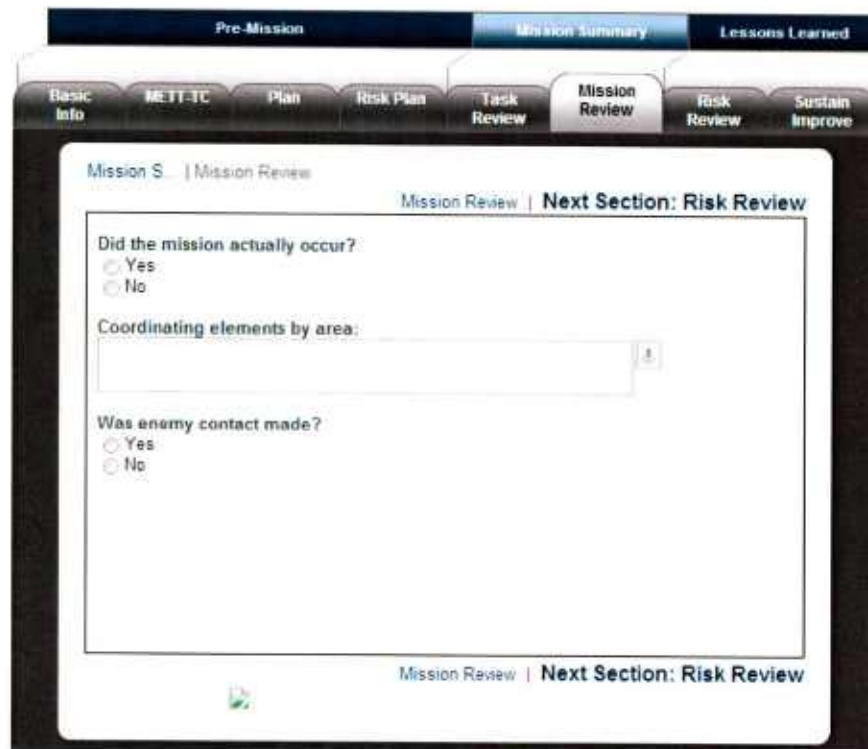 Pre-Mission Mission Summary Lessons Learned
Basic Info METT-TC Plan Risk Plan Task Review Mission Review Risk Review Sustain Improve
Mission S... | Mission Review
Mission Review | Next Section: Risk Review
Did the mission actually occur?
Yes
No
Coordinating elements by area:
Was enemy contact made?
Yes
No
Mission Review | Next Section: Risk Review